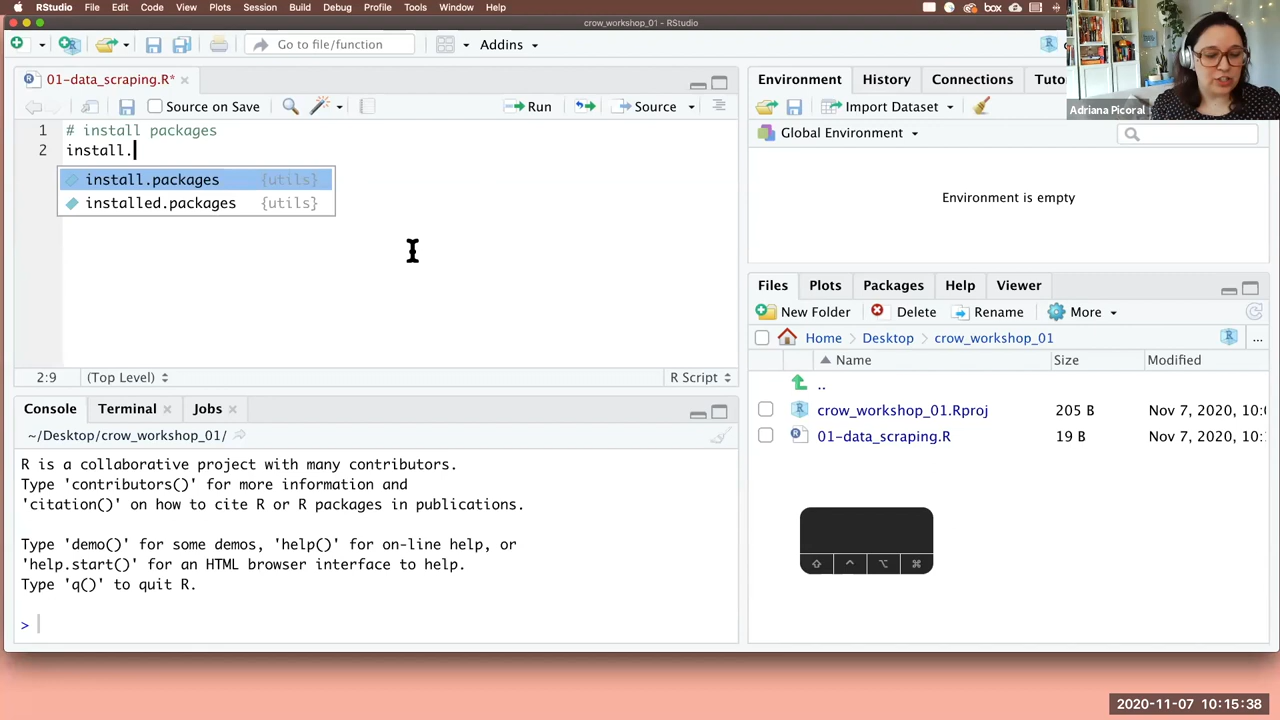 RStudio File Edit Code View Plots Session Build Debug Profile Tools Window Help box
crow_workshop_01 - RStudio
Go to file/function Addins
01-data_scraping.R*
Source on Save Run Source
1 # install packages
2 install.
install.packages {utils}
installed.packages {utils}
2:9 (Top Level) R Script
Console Terminal Jobs
~/Desktop/crow_workshop_01/
R is a collaborative project with many contributors.
Type 'contributors()' for more information and
'citation()' on how to cite R or R packages in publications.
Type 'demo()' for some demos, 'help()' for on-line help, or
'help.start()' for an HTML browser interface to help.
Type 'q()' to quit R.
>
Environment History Connections Tuto
Import Dataset
Global Environment
Environment is empty
Files Plots Packages Help Viewer
New Folder Delete Rename More
Home Desktop crow_workshop_01 ...
Name Size Modified
..
crow_workshop_01.Rproj 205 B Nov 7, 2020, 10:0
01-data_scraping.R 19 B Nov 7, 2020, 10:
Adriana Picoral
2020-11-07 10:15:38